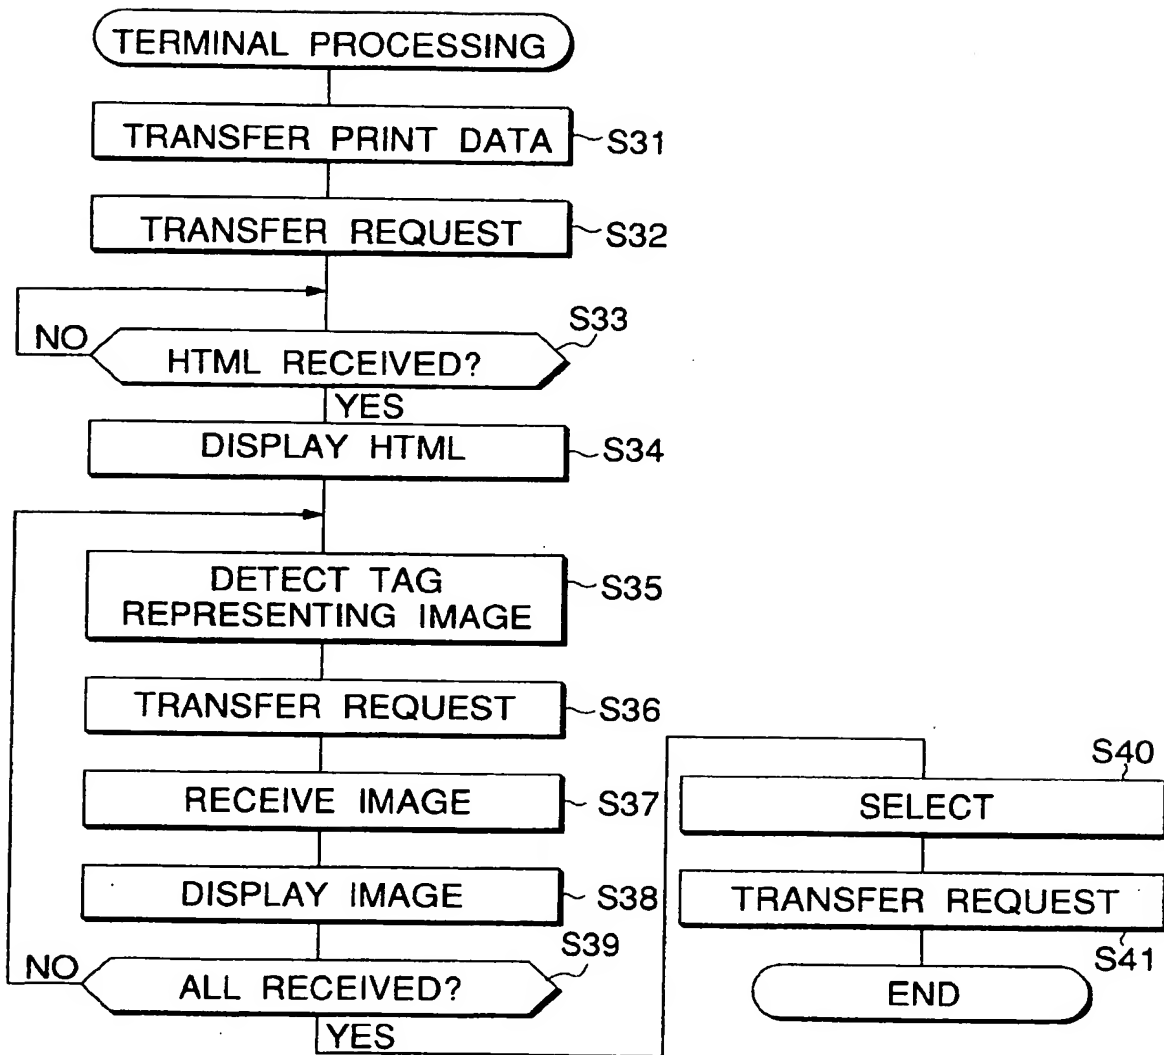 TERMINAL PROCESSING
TRANSFER PRINT DATA
S31
TRANSFER REQUEST
S32
NO
S33
HTML RECEIVED?
YES
DISPLAY HTML
S34
DETECT TAG
REPRESENTING IMAGE
S35
TRANSFER REQUEST
S36
RECEIVE IMAGE
S37
DISPLAY IMAGE
S38
S39
NO
ALL RECEIVED?
YES
S40
SELECT
TRANSFER REQUEST
S41
END